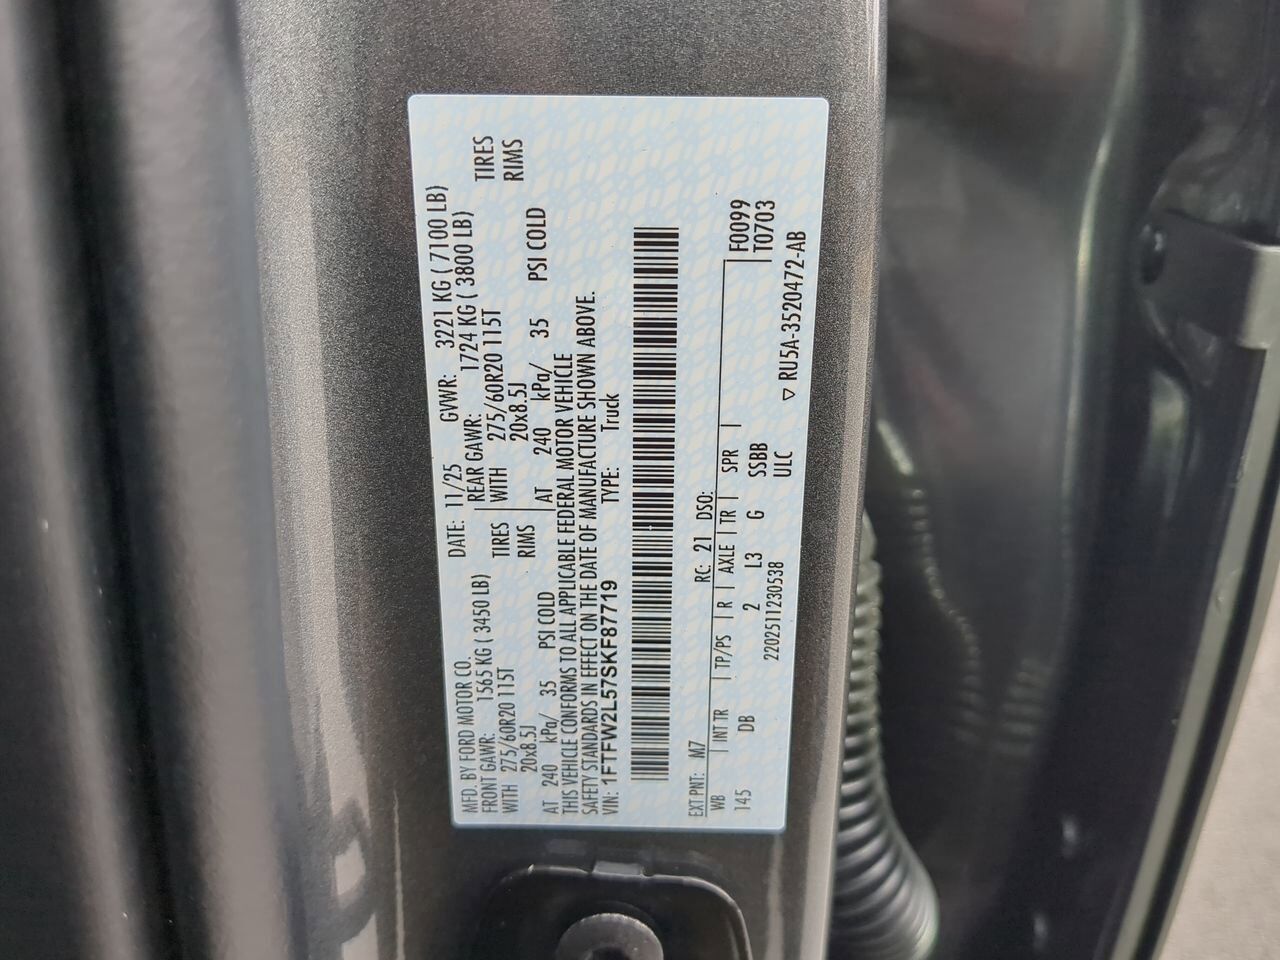 MFD. BY FORD MOTOR CO. DATE: 11/25 GVWR: 3221 KG ( 7100 LB)
FRONT GAWR: 1565 KG ( 3450 LB) REAR GAWR: 1724 KG ( 3800 LB)
WITH 275/60R20 115T TIRES WITH 275/60R20 115T TIRES
20x8.5J RIMS 20x8.5J RIMS
AT 240 kPa/ 35 PSI COLD AT 240 kPa/ 35 PSI COLD
THIS VEHICLE CONFORMS TO ALL APPLICABLE FEDERAL MOTOR VEHICLE
SAFETY STANDARDS IN EFFECT ON THE DATE OF MANUFACTURE SHOWN ABOVE.
VIN: 1FTFW2L57SKF87719 TYPE: Truck
EXT PNT: M7 RC: 21 DSO:
WB INT TR TP/PS R AXLE TR SPR F0099
145 DB 2 L3 G SSBB T0703
2202511230538 ULC
▽ RU5A-3520472-AB